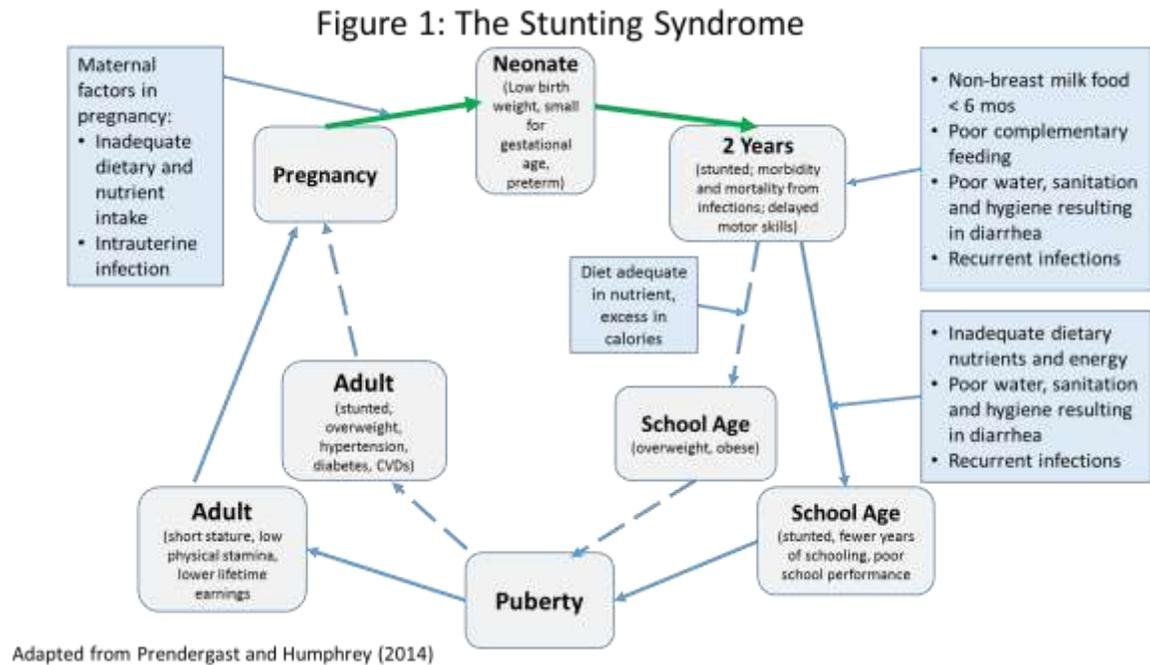 Figure 1: The Stunting Syndrome
Maternal
factors in
pregnancy:
• Inadequate
dietary and
nutrient
intake
• Intrauterine
infection
Neonate
(Low birth
weight, small
for
gestational
age,
preterm)
• Non-breast milk food
< 6 mos
• Poor complementary
feeding
• Poor water, sanitation
and hygiene resulting
in diarrhea
• Recurrent infections
Pregnancy
2 Years
(stunted; morbidity
and mortality from
infections; delayed
motor skills)
Diet adequate
in nutrient,
excess in
calories
• Inadequate dietary
nutrients and energy
• Poor water, sanitation
and hygiene resulting
in diarrhea
• Recurrent infections
Adult
(stunted,
overweight,
hypertension,
diabetes, CVDs)
School Age
(overweight, obese)
Adult
(short stature, low
physical stamina,
lower lifetime
earnings
School Age
(stunted, fewer years
of schooling, poor
school performance
Puberty
Adapted from Prendergast and Humphrey (2014)